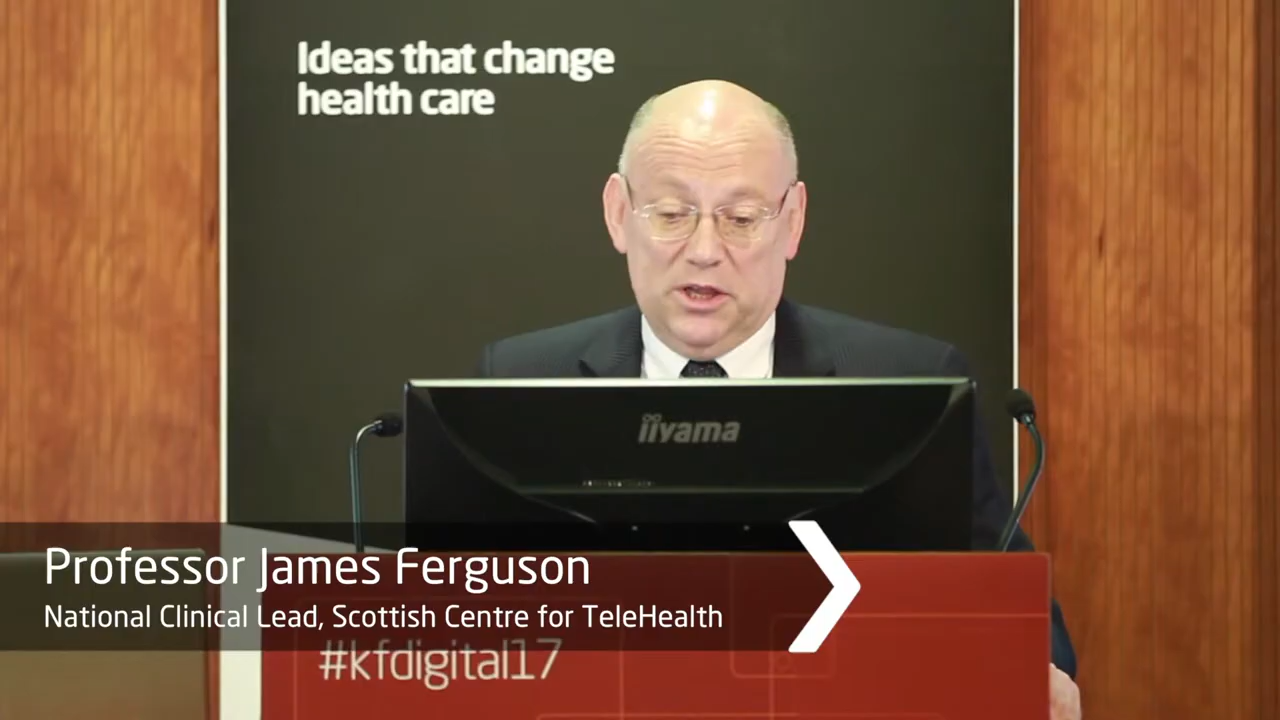 Ideas that change
health care
iiyama
Professor James Ferguson
National Clinical Lead, Scottish Centre for TeleHealth
#kfdigital17